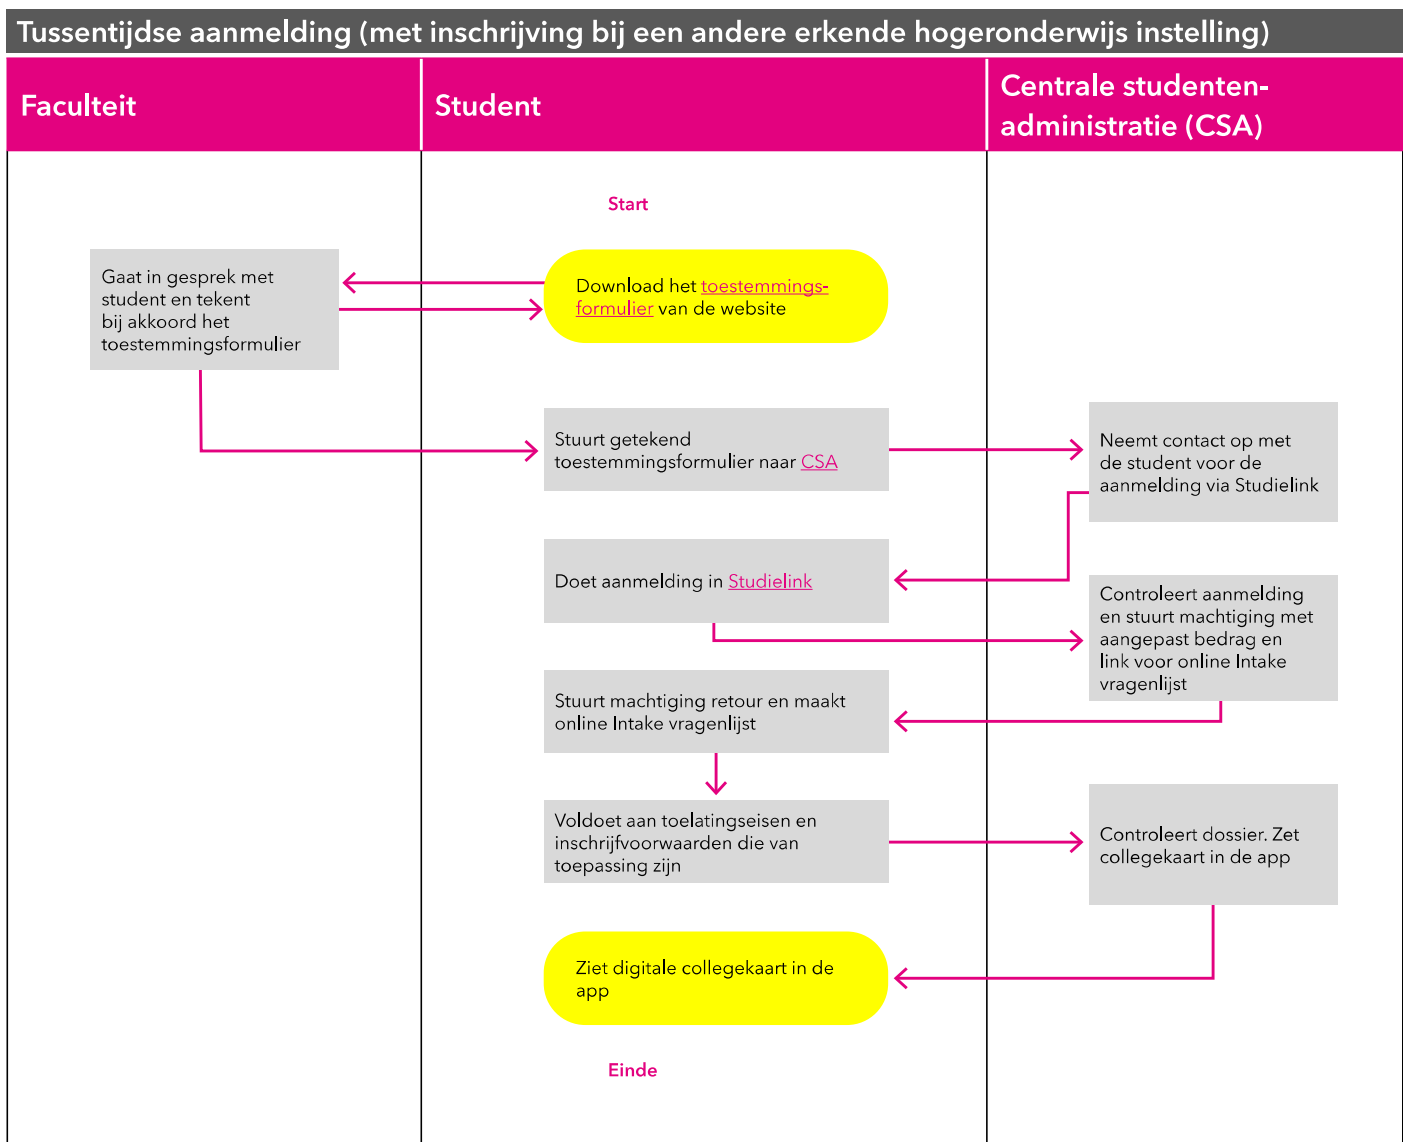 Tussentijdse aanmelding (met inschrijving bij een andere erkende hogeronderwijs instelling)
Faculteit
Student
Centrale studenten-
administratie (CSA)
Start
Gaat in gesprek met
student en tekent
bij akkoord het
toestemmingsformulier
Download het toestemmings-
formulier van de website
Stuurt getekend
toestemmingsformulier naar CSA
Neemt contact op met
de student voor de
aanmelding via Studielink
Doet aanmelding in Studielink
Controleert aanmelding
en stuurt machtiging met
aangepast bedrag en
link voor online Intake
vragenlijst
Stuurt machtiging retour en maakt
online Intake vragenlijst
Voldoet aan toelatingseisen en
inschrijfvoorwaarden die van
toepassing zijn
Controleert dossier. Zet
collegekaart in de app
Ziet digitale collegekaart in de
app
Einde